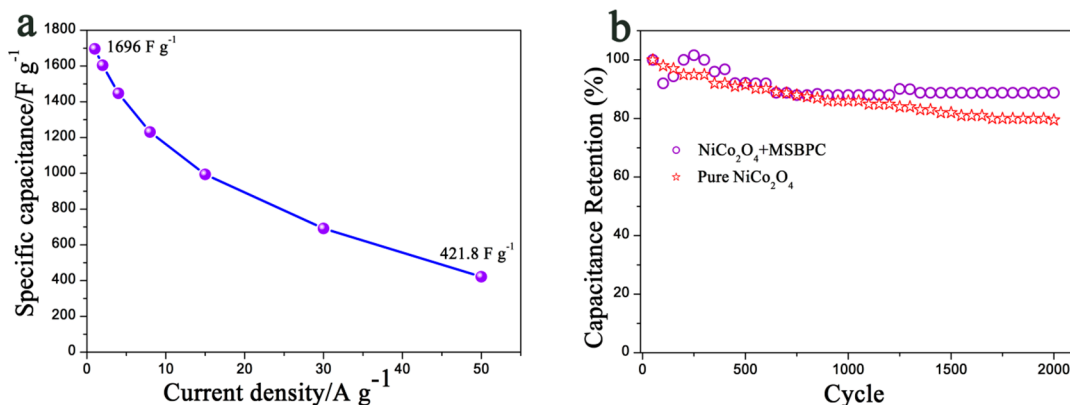 a
1800
1600
1400
1200
1000
800
600
400
200
0
Specific capacitance/F g⁻¹
1696 F g⁻¹
421.8 F g⁻¹
0 10 20 30 40 50
Current density/A g⁻¹
b
100
80
60
40
20
0
Capacitance Retention (%)
NiCo₂O₄+MSBPC
Pure NiCo₂O₄
0 500 1000 1500 2000
Cycle